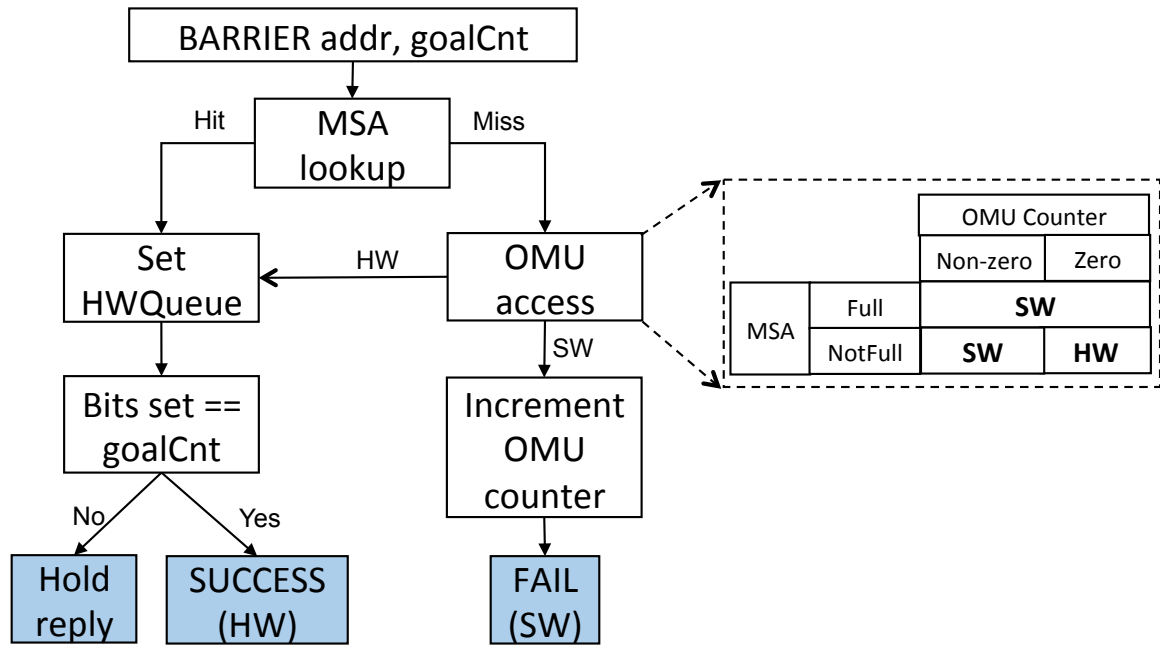 BARRIER addr, goalCnt
Hit
MSA
lookup
Miss
Set
HWQueue
HW
OMU
access
OMU Counter
Non-zero
Zero
MSA
Full
SW
NotFull
SW
HW
SW
Bits set ==
goalCnt
Increment
OMU
counter
No
Yes
Hold
reply
SUCCESS
(HW)
FAIL
(SW)